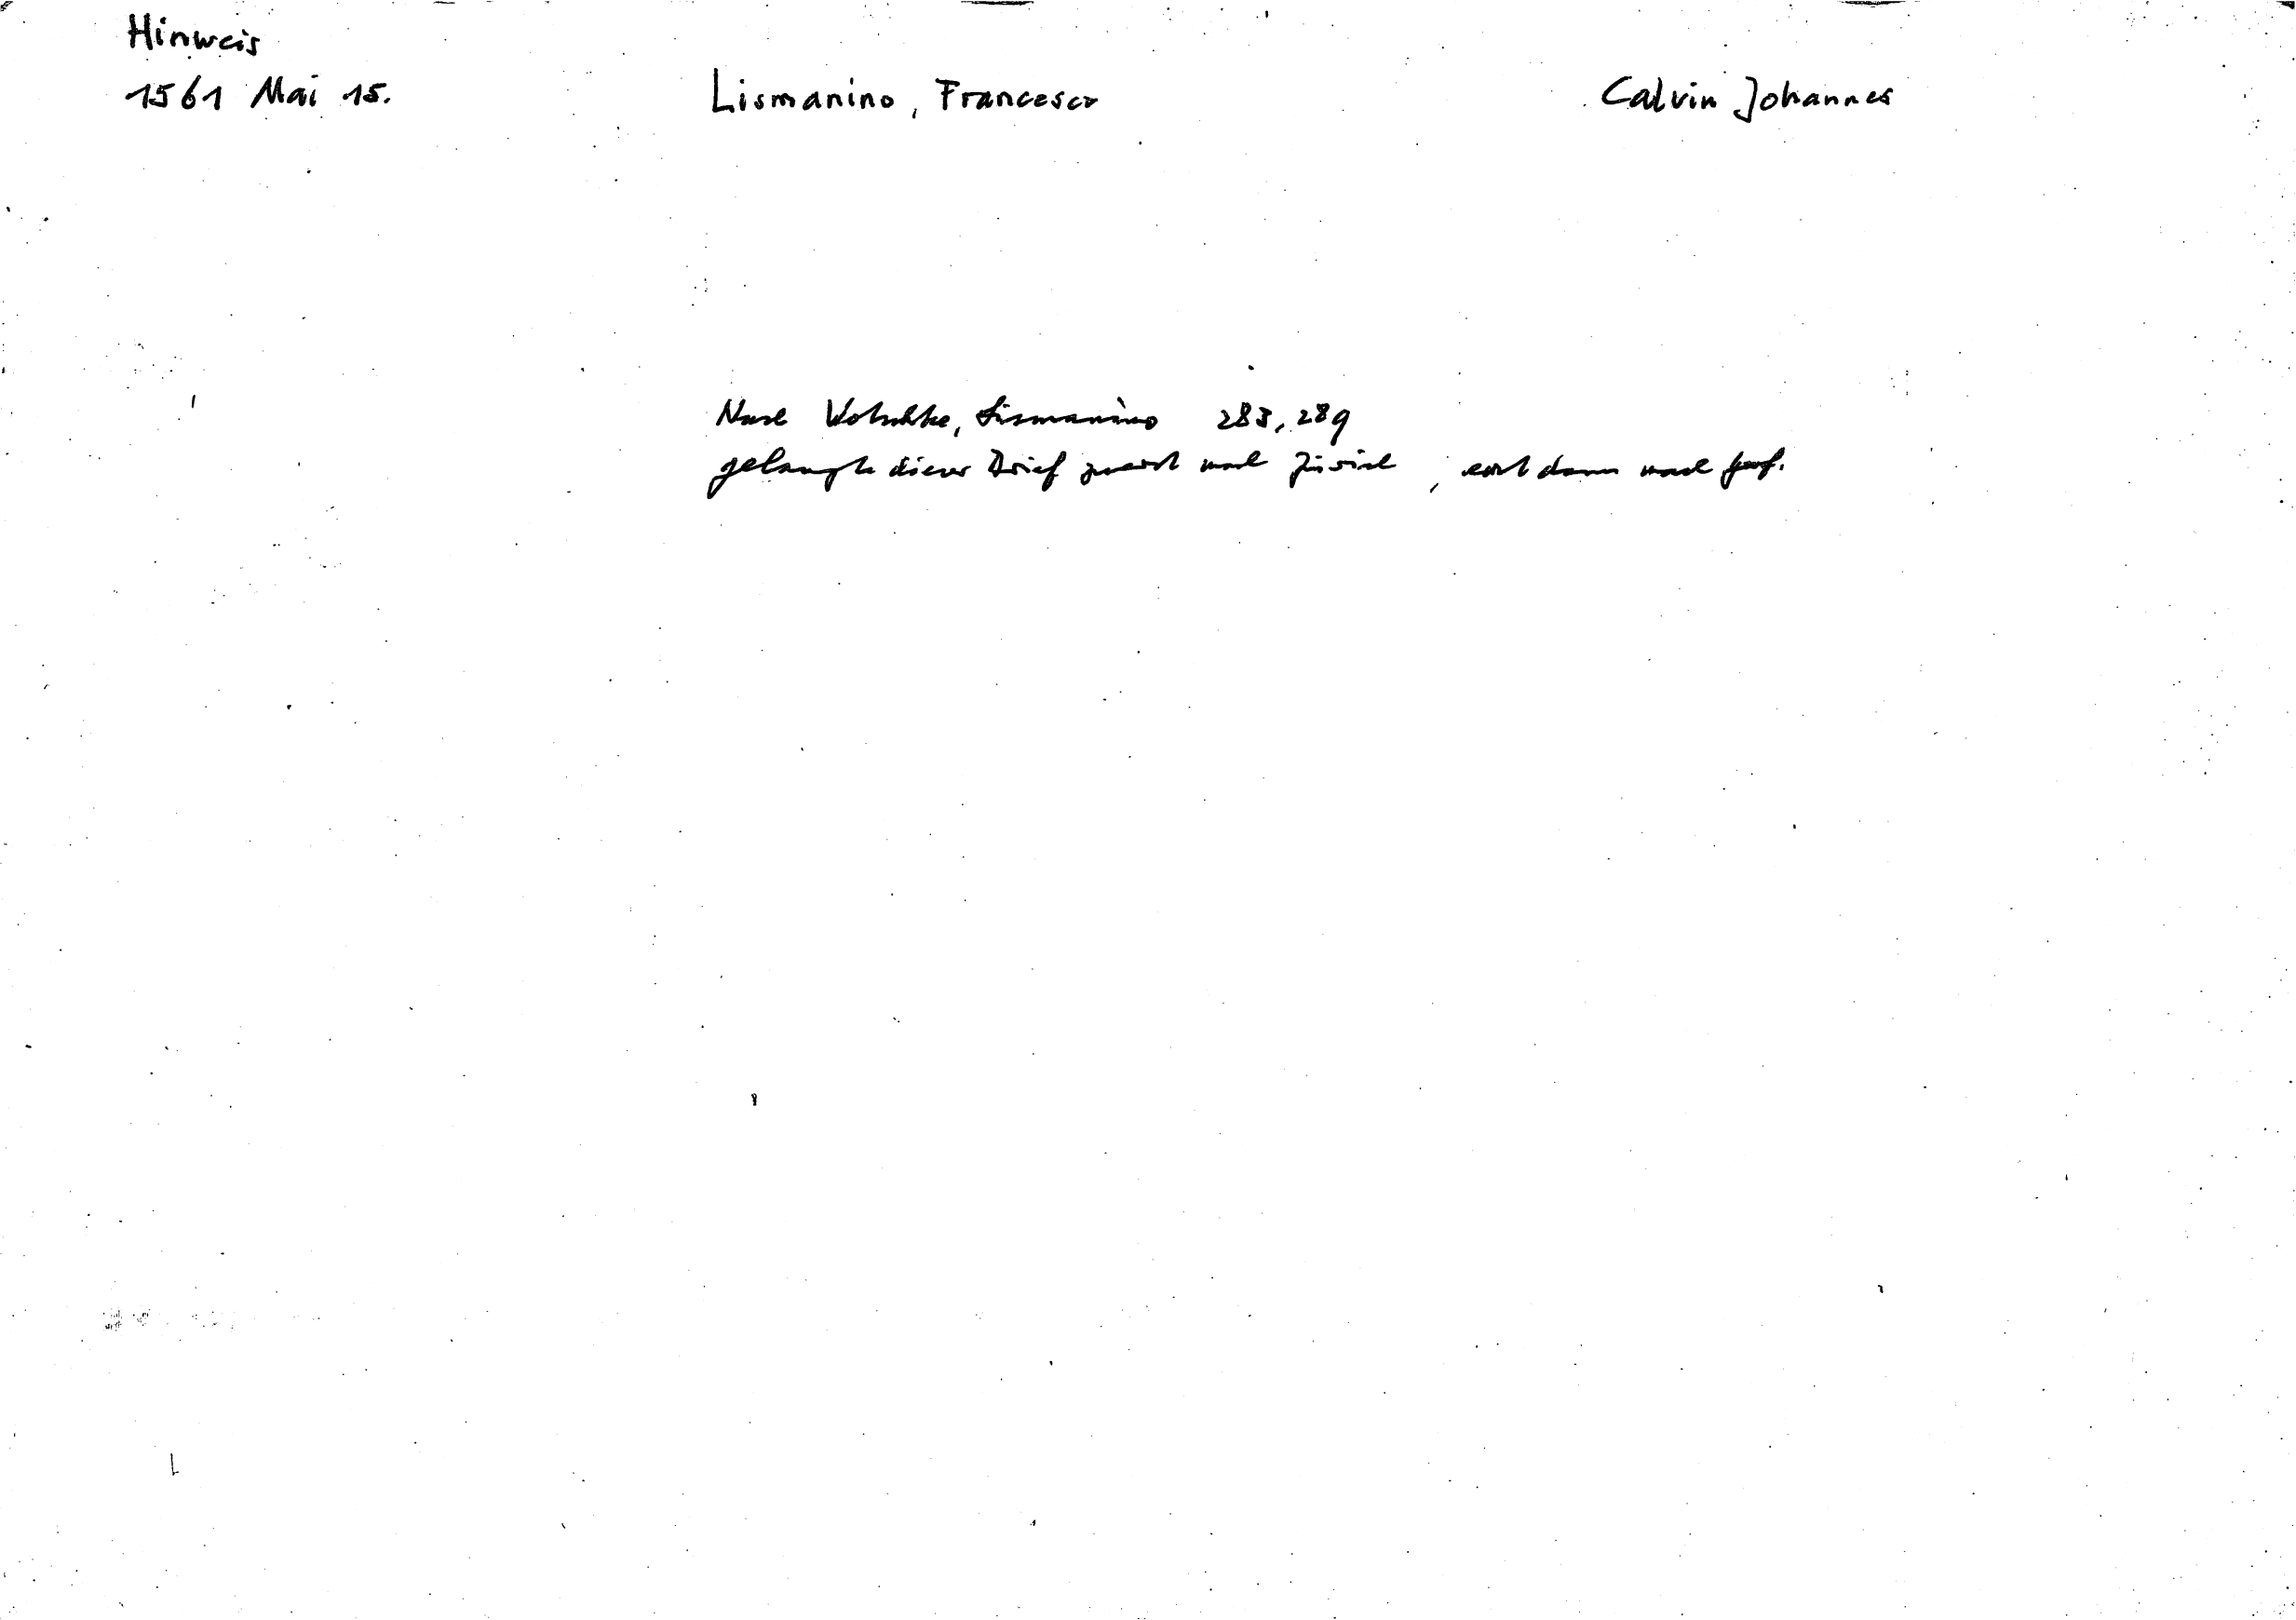 Hinweis
1561 Mai 15.
Lismanino, Francesco
Calvin Johannes
Nach Wotschke, Lismanino 283, 289
gelangte dieser Brief zuerst nach Zürich, erst dann nach Genf.